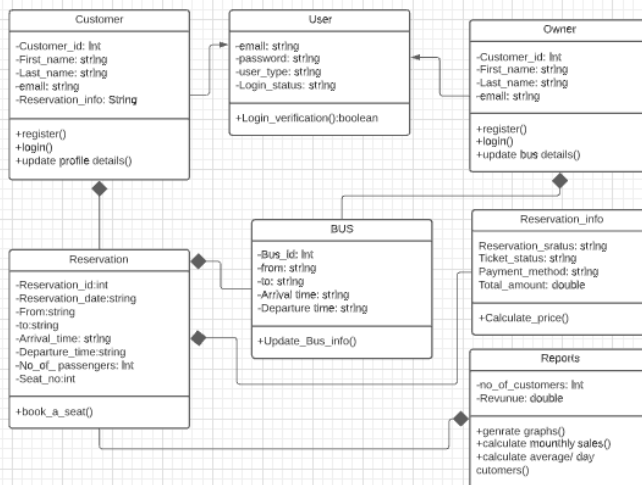 Customer
-Customer_id: Int
-First_name: string
-Last_name: string
-email: string
-Reservation_info: String
+register()
+login()
+update profile details()
User
-email: string
-password: string
-user_type: string
-Login_status: string
+Login_verification():boolean
Owner
-Customer_id: Int
-First_name: string
-Last_name: string
-email: string
+register()
+login()
+update bus details()
Reservation
-Reservation_id:int
-Reservation_date:string
-From:string
-to:string
-Arrival_time: string
-Departure_time:string
-No_of_ passengers: Int
-Seat_no:int
+book_a_seat()
BUS
-Bus_id: Int
-from: string
-to: string
-Arrival time: string
-Departure time: string
+Update_Bus_info()
Reservation_info
Reservation_sratus: string
Ticket_status: string
Payment_method: string
Total_amount: double
+Calculate_price()
Reports
-no_of_customers: Int
-Revunue: double
+genrate graphs()
+calculate mounthly sales()
+calculate average/ day
cutomers()